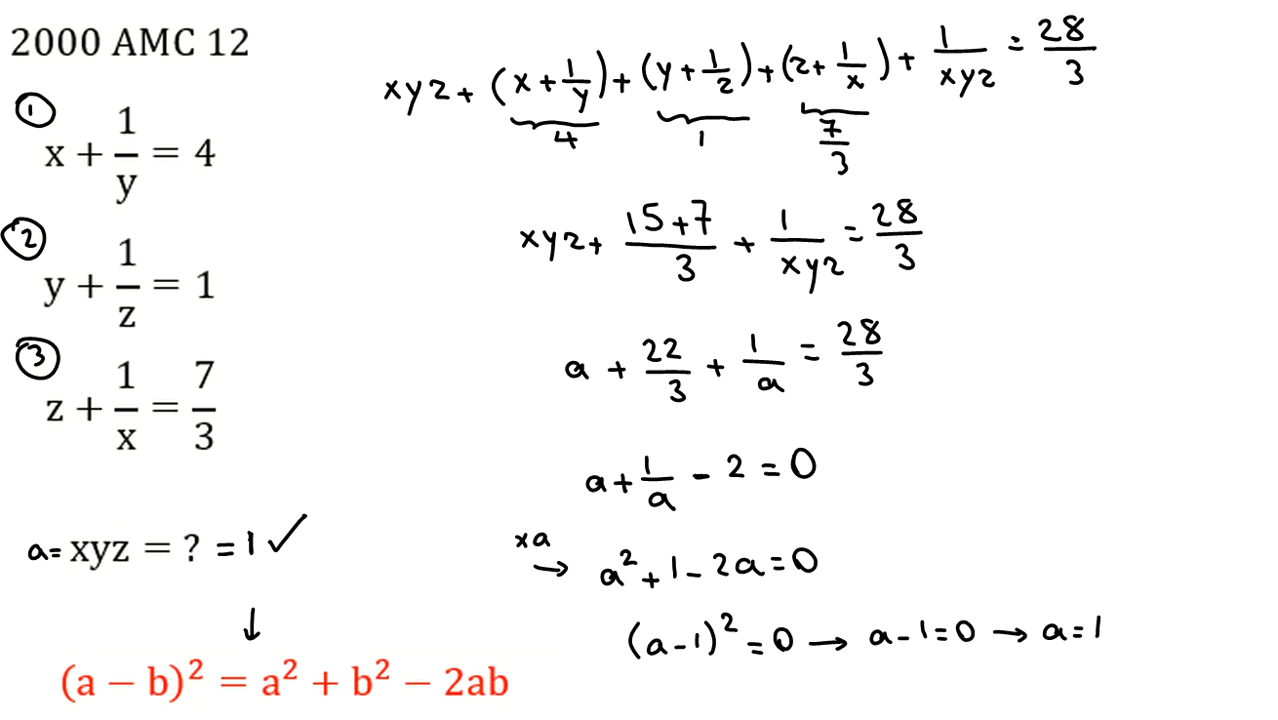 2000 AMC 12
① x + 1/y = 4
② y + 1/z = 1
③ z + 1/x = 7/3
a= xyz = ? = 1 ✓
↓
(a − b)² = a² + b² − 2ab
xyz + (x + 1/y) + (y + 1/z) + (z + 1/x) + 1/xyz = 28/3
4 1 7/3
xyz + (15+7)/3 + 1/xyz = 28/3
a + 22/3 + 1/a = 28/3
a + 1/a - 2 = 0
xa → a² + 1 - 2a = 0
(a - 1)² = 0 → a - 1 = 0 → a = 1